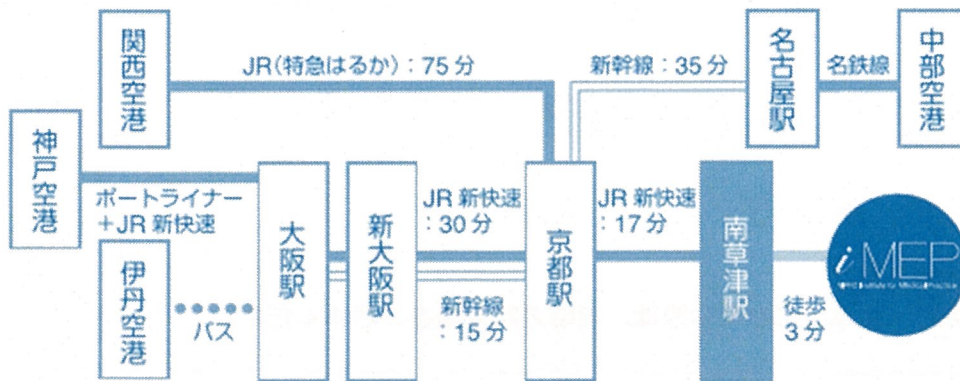 関西空港
JR(特急はるか):75分
新幹線:35分
名古屋駅
名鉄線
中部空港
神戸空港
ポートライナー
+JR 新快速
伊丹空港
バス
大阪駅
新大阪駅
JR 新快速
:30分
新幹線
:15分
京都駅
JR 新快速
:17分
南草津駅
徒歩
3分
i MEP